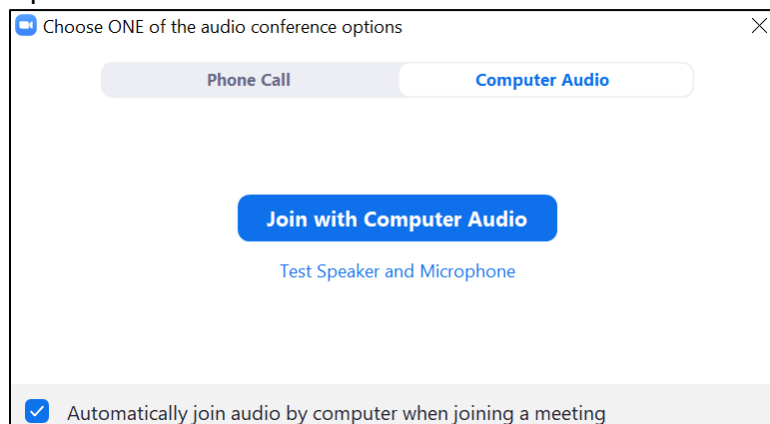 Choose ONE of the audio conference options
Phone Call
Computer Audio
Join with Computer Audio
Test Speaker and Microphone
Automatically join audio by computer when joining a meeting